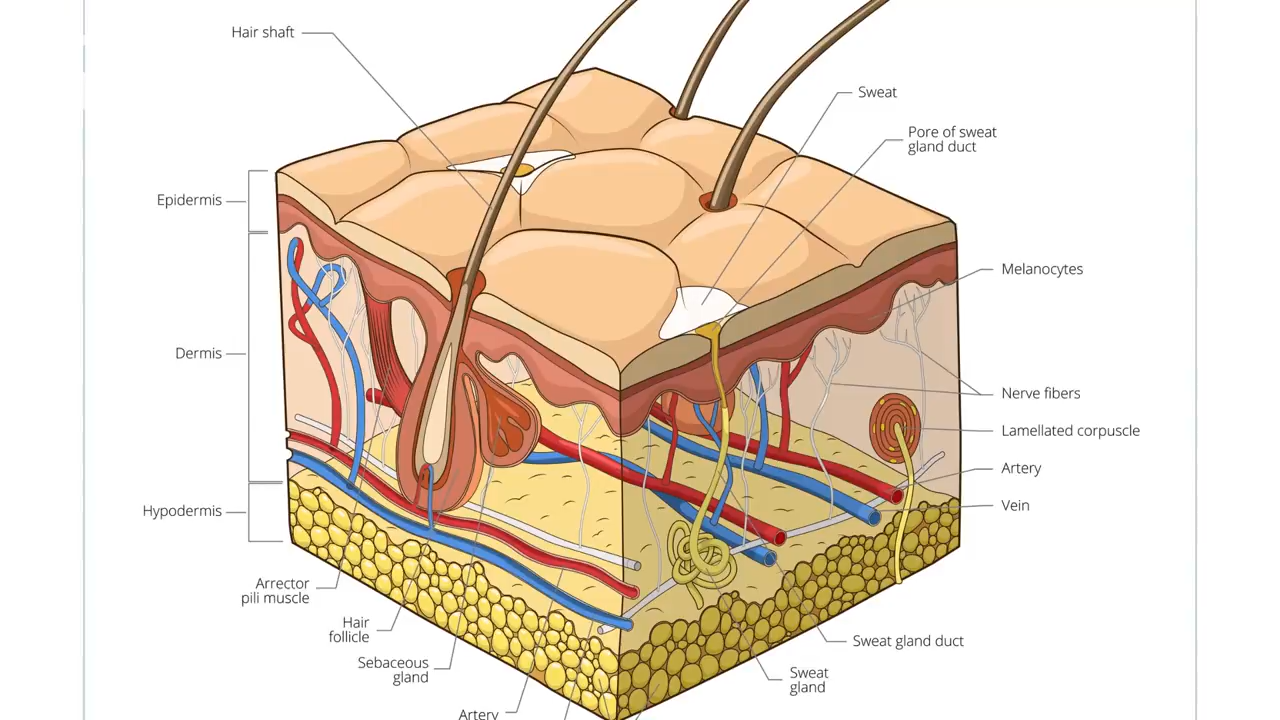 Hair shaft
Sweat
Pore of sweat
gland duct
Epidermis
Melanocytes
Dermis
Nerve fibers
Lamellated corpuscle
Artery
Vein
Hypodermis
Arrector
pili muscle
Hair
follicle
Sebaceous
gland
Artery
Sweat gland duct
Sweat
gland